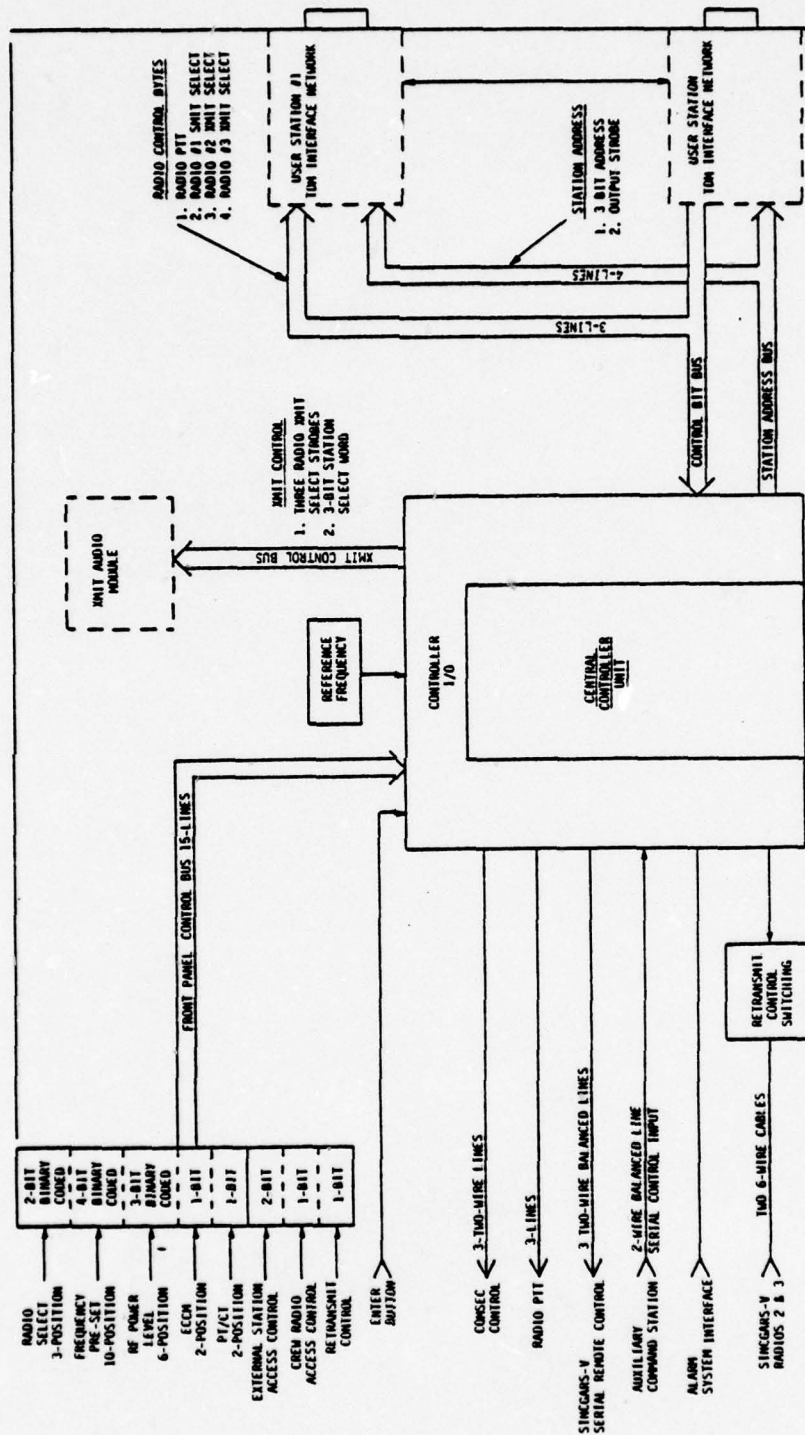 RADIO
SELECT
3-POSITION
FREQUENCY
PRE-SET
10-POSITION
RF POWER
LEVEL
6-POSITION
ECCM
2-POSITION
PT/CT
2-POSITION
EXTERNAL STATION
ACCESS CONTROL
CREW RADIO
ACCESS CONTROL
RETRANSMIT
CONTROL
2-BIT
BINARY
CODED
4-BIT
BINARY
CODED
3-BIT
BINARY
CODED
1-BIT
1-BIT
2-BIT
1-BIT
1-BIT
FRONT PANEL CONTROL BUS 15-LINES
ENTER
BUTTON
COMSEC
CONTROL
3-TWO-WIRE LINES
RADIO PTT
3-LINES
SINCGARS-V
SERIAL REMOTE CONTROL
3 TWO-WIRE BALANCED LINES
AUXILIARY
COMMAND STATION
2-WIRE BALANCED LINE
SERIAL CONTROL INPUT
ALARM
SYSTEM INTERFACE
SINCGARS-V
RADIOS 2 & 3
TWO 6-WIRE CABLES
RETRANSMIT
CONTROL
SWITCHING
XMIT AUDIO
MODULE
REFERENCE
FREQUENCY
XMIT CONTROL BUS
XMIT CONTROL
1. THREE RADIO XMIT
SELECT STROBES
2. 3-BIT STATION
SELECT WORD
CONTROLLER
I/O
CENTRAL
CONTROLLER
UNIT
RADIO CONTROL BYTES
1. RADIO PTT
2. RADIO #1 SMIT SELECT
3. RADIO #2 XMIT SELECT
4. RADIO #3 XMIT SELECT
USER STATION #1
TDM INTERFACE NETWORK
STATION ADDRESS
1. 3 BIT ADDRESS
2. OUTPUT STROBE
3-LINES
4-LINES
CONTROL BIT BUS
STATION ADDRESS BUS
USER STATION
TDM INTERFACE NETWORK